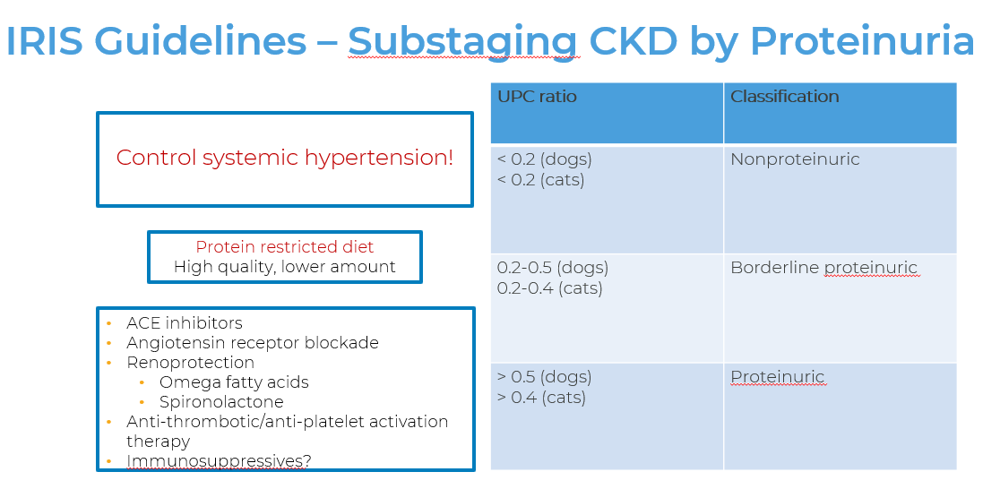 IRIS Guidelines – Substaging CKD by Proteinuria
Control systemic hypertension!
Protein restricted diet
High quality, lower amount
• ACE inhibitors
• Angiotensin receptor blockade
• Renoprotection
• Omega fatty acids
• Spironolactone
• Anti-thrombotic/anti-platelet activation
therapy
• Immunosuppressives?
UPC ratio
Classification
< 0.2 (dogs)
< 0.2 (cats)
Nonproteinuric
0.2-0.5 (dogs)
0.2-0.4 (cats)
Borderline proteinuric
> 0.5 (dogs)
> 0.4 (cats)
Proteinuric